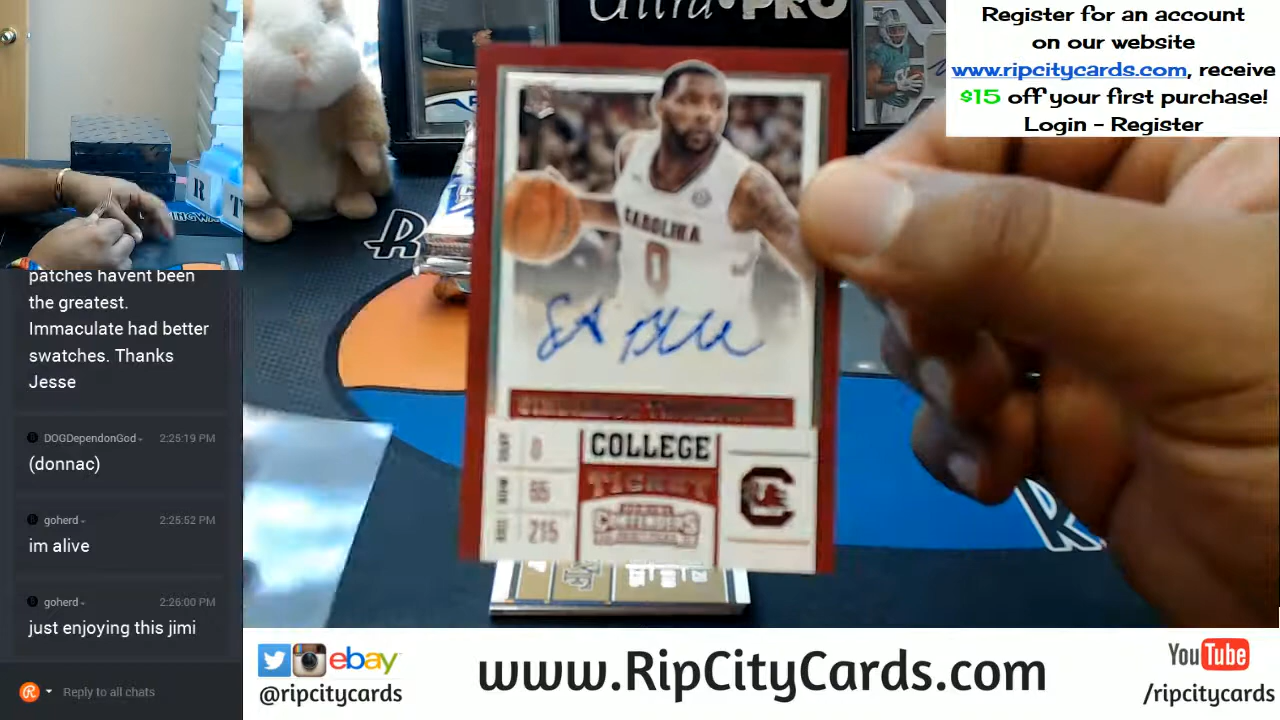 Ultra·PRO
Register for an account
on our website
www.ripcitycards.com, receive
$15 off your first purchase!
Login - Register
R
patches havent been
the greatest.
Immaculate had better
swatches. Thanks
Jesse
DOGDependonGod
2:25:19 PM
(donnac)
goherd
2:25:52 PM
im alive
goherd
2:26:00 PM
just enjoying this jimi
Reply to all chats
CAROLINA
0
COLLEGE
TICKET
0
65
215
CONTENDERS
ebay
@ripcitycards
www.RipCityCards.com
YouTube
/ripcitycards